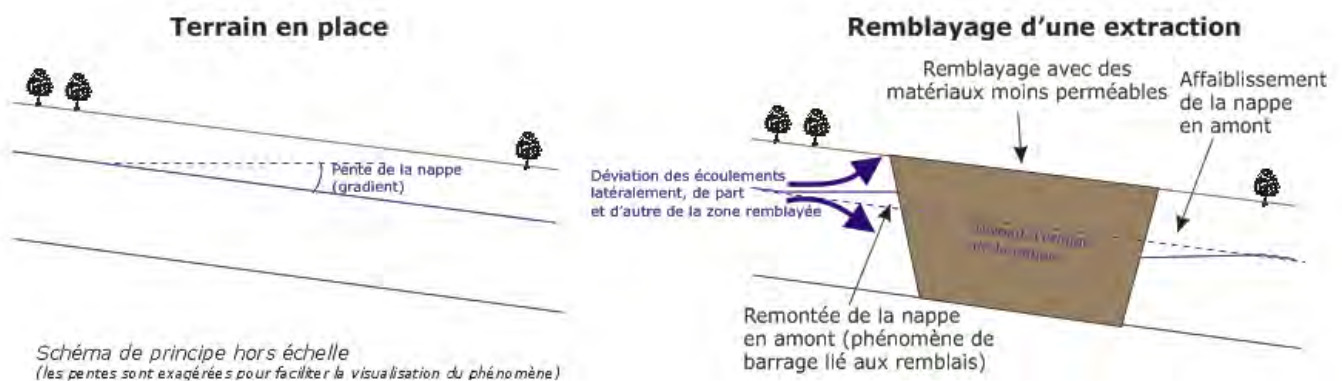 Terrain en place
Pente de la nappe
(gradient)
Schéma de principe hors échelle
(les pentes sont exagérées pour faciliter la visualisation du phénomène)
Remblayage d'une extraction
Remblayage avec des
matériaux moins perméables
Affaiblissement
de la nappe
en amont
Déviation des écoulements
latéralement, de part
et d'autre de la zone remblayée
Remontée de la nappe
en amont (phénomène de
barrage lié aux remblais)